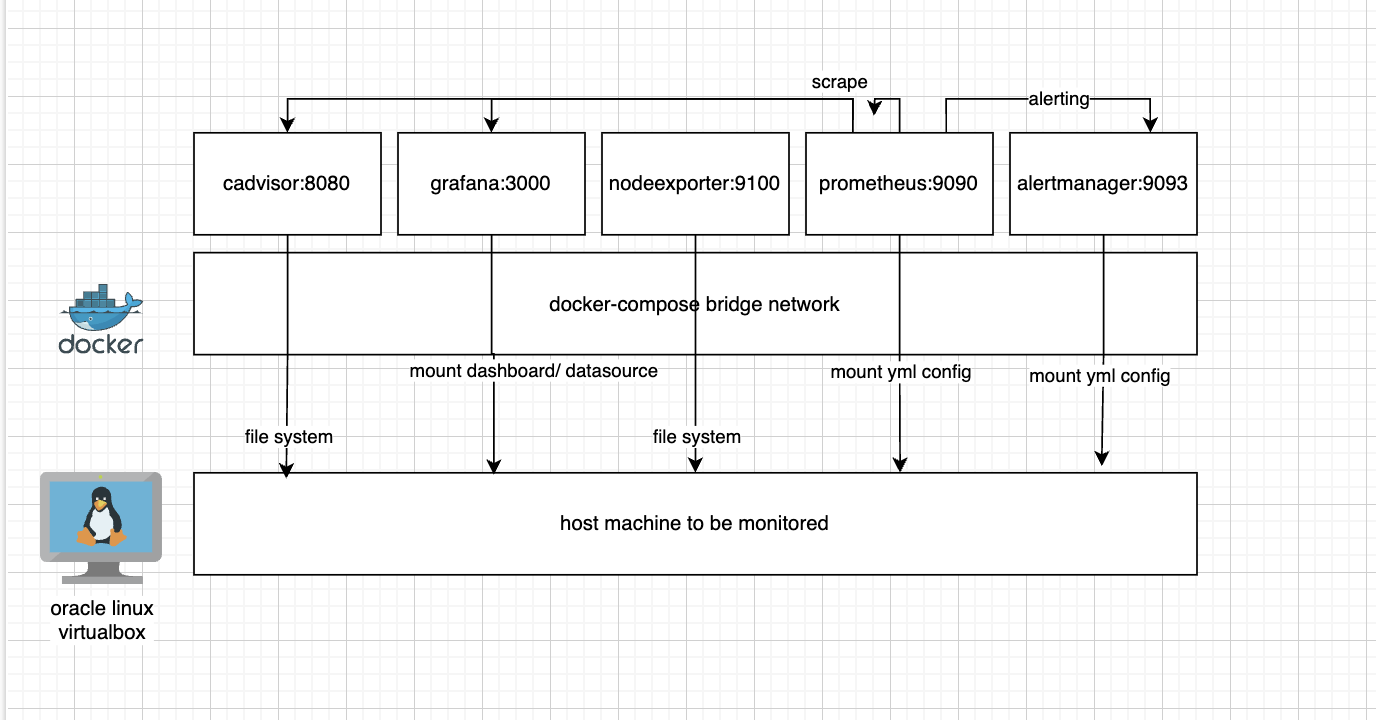 scrape
alerting
cadvisor:8080
grafana:3000
nodeexporter:9100
prometheus:9090
alertmanager:9093
docker-compose bridge network
docker
mount dashboard/ datasource
mount yml config
mount yml config
file system
file system
host machine to be monitored
oracle linux
virtualbox